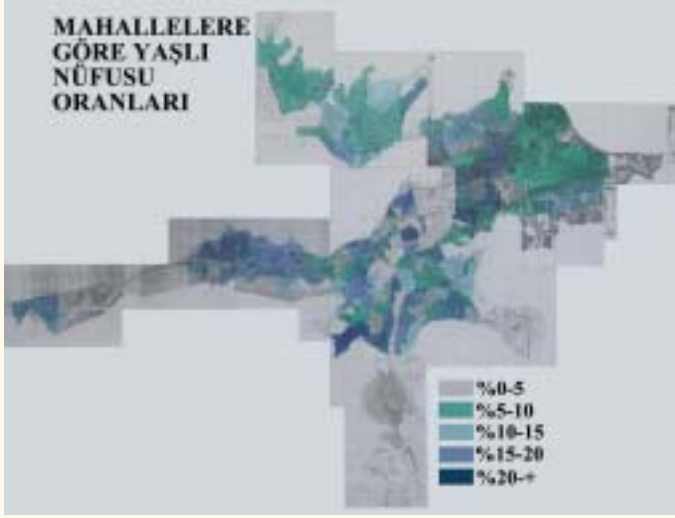 MAHALLELERE
GÖRE YAŞLI
NÜFUSU
ORANLARI
%0-5
%5-10
%10-15
%15-20
%20-+